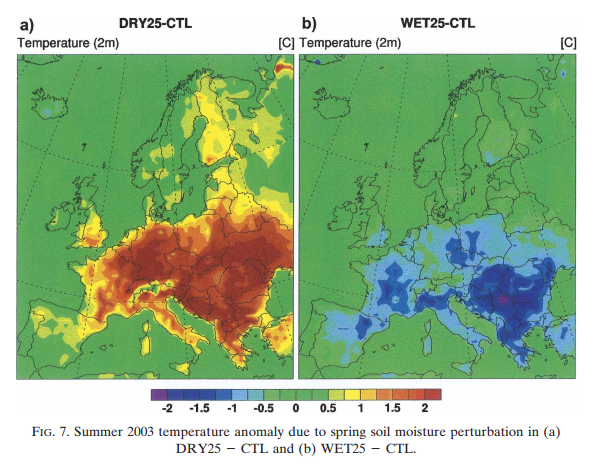 a) DRY25-CTL b) WET25-CTL
Temperature (2m) [C] Temperature (2m) [C]
-2 -1.5 -1 -0.5 0 0.5 1 1.5 2
FIG. 7. Summer 2003 temperature anomaly due to spring soil moisture perturbation in (a)
DRY25 − CTL and (b) WET25 − CTL.